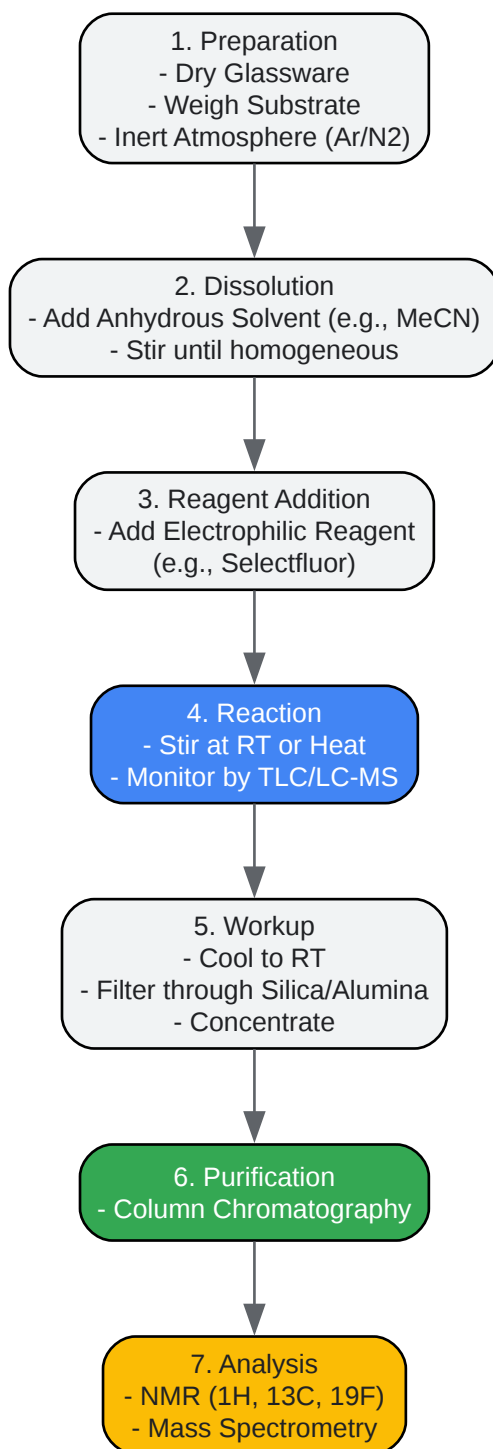 1. Preparation
- Dry Glassware
- Weigh Substrate
- Inert Atmosphere (Ar/N2)
2. Dissolution
- Add Anhydrous Solvent (e.g., MeCN)
- Stir until homogeneous
3. Reagent Addition
- Add Electrophilic Reagent
(e.g., Selectfluor)
4. Reaction
- Stir at RT or Heat
- Monitor by TLC/LC-MS
5. Workup
- Cool to RT
- Filter through Silica/Alumina
- Concentrate
6. Purification
- Column Chromatography
7. Analysis
- NMR (1H, 13C, 19F)
- Mass Spectrometry